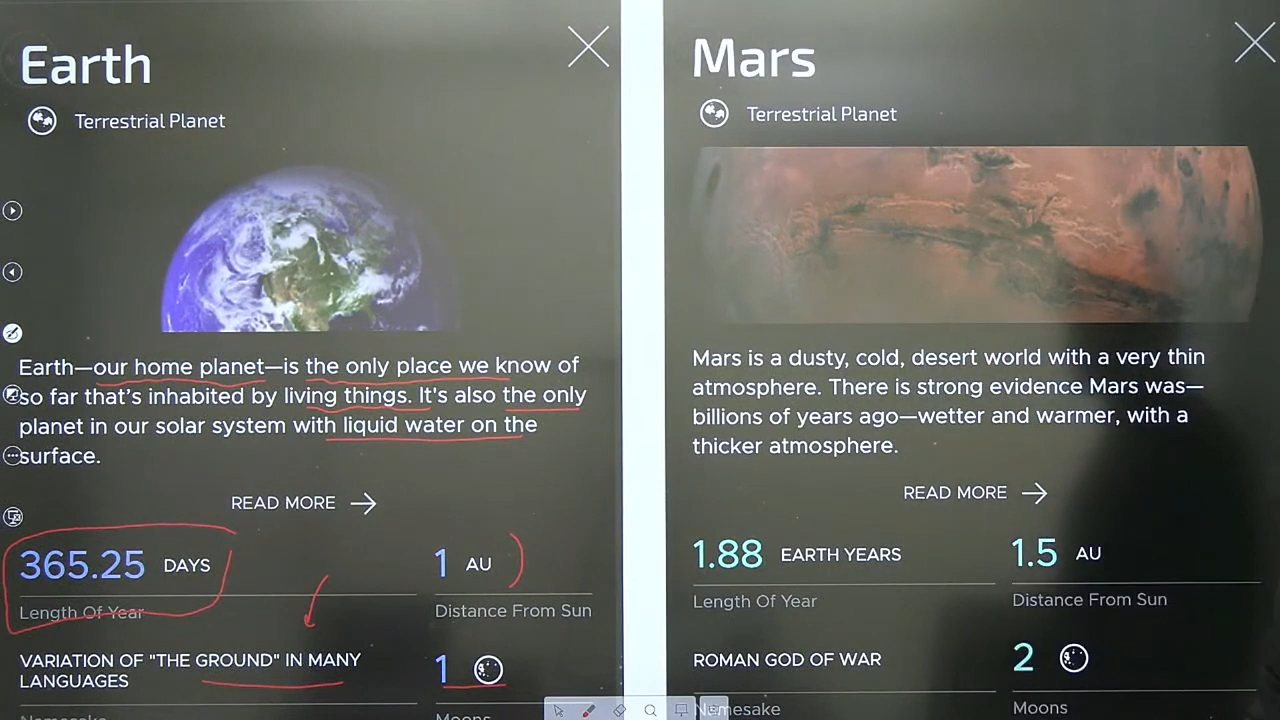 Earth
Terrestrial Planet
Earth—our home planet—is the only place we know of
so far that's inhabited by living things. It's also the only
planet in our solar system with liquid water on the
surface.
READ MORE
365.25 DAYS
1 AU
Length Of Year
Distance From Sun
VARIATION OF "THE GROUND" IN MANY
LANGUAGES
1
Namesake
Moons
Mars
Terrestrial Planet
Mars is a dusty, cold, desert world with a very thin
atmosphere. There is strong evidence Mars was—
billions of years ago—wetter and warmer, with a
thicker atmosphere.
READ MORE
1.88 EARTH YEARS
1.5 AU
Length Of Year
Distance From Sun
ROMAN GOD OF WAR
2
Namesake
Moons